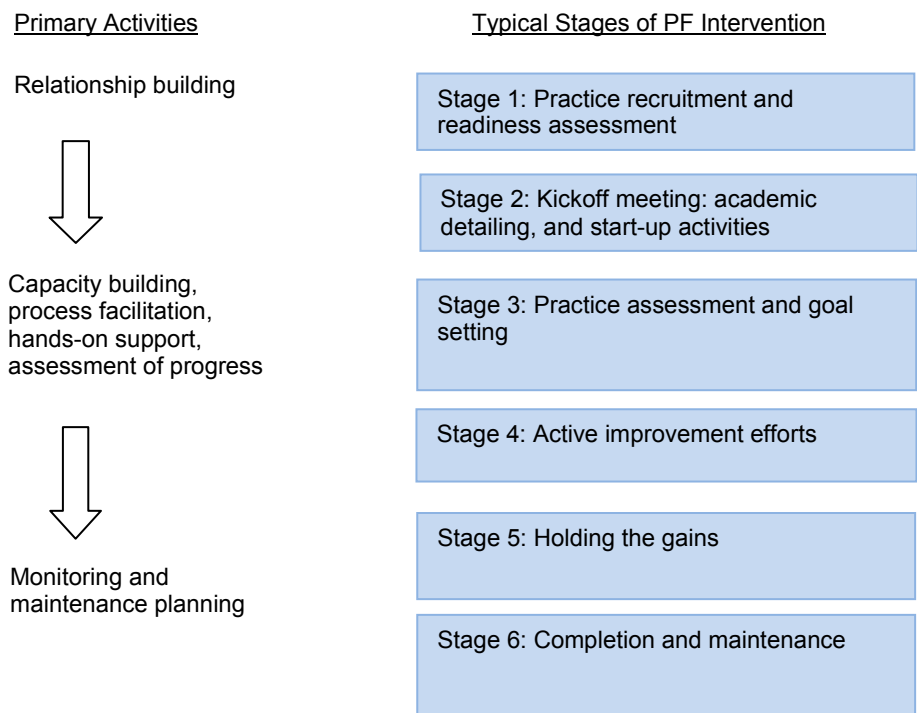 Primary Activities
Typical Stages of PF Intervention
Relationship building
Stage 1: Practice recruitment and
readiness assessment
Stage 2: Kickoff meeting: academic
detailing, and start-up activities
Capacity building,
process facilitation,
hands-on support,
assessment of progress
Stage 3: Practice assessment and goal
setting
Stage 4: Active improvement efforts
Stage 5: Holding the gains
Monitoring and
maintenance planning
Stage 6: Completion and maintenance